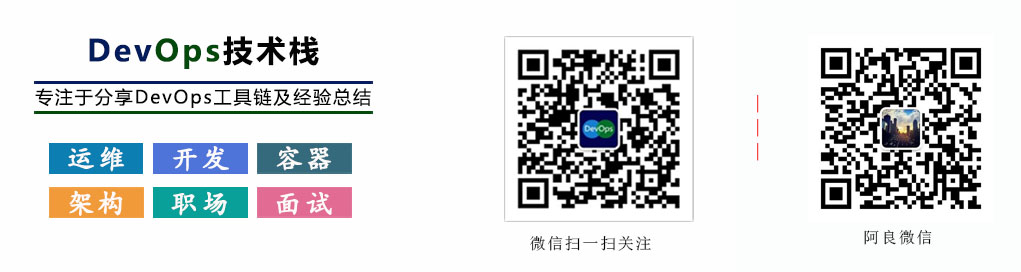 DevOps技术栈
专注于分享DevOps工具链及经验总结
运维 开发 容器
架构 职场 面试
DevOps
微信扫一扫关注
阿良微信